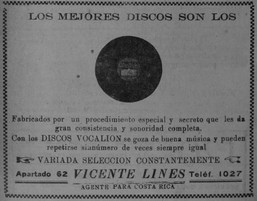 LOS MEJORES DISCOS SON LOS
Fabricados por un procedimiento especial y secreto que les da
gran consistencia y sonoridad completa.
Con los DISCOS VOCALION se goza de buena música y pueden
repetirse sinnúmero de veces siempre igual
VARIADA SELECCION CONSTANTEMENTE
Apartado 62 VICENTE LINES Teléf. 1027
AGENTE PARA COSTA RICA